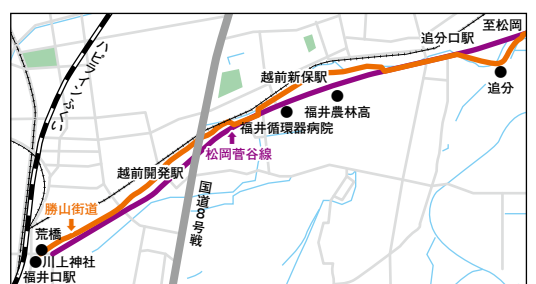 至松岡
追分口駅
追分
越前新保駅
福井農林高
福井循環器病院
松岡菅谷線
越前開発駅
国道8号戦
ハピラインふくい
勝山街道
荒橋
川上神社
福井口駅